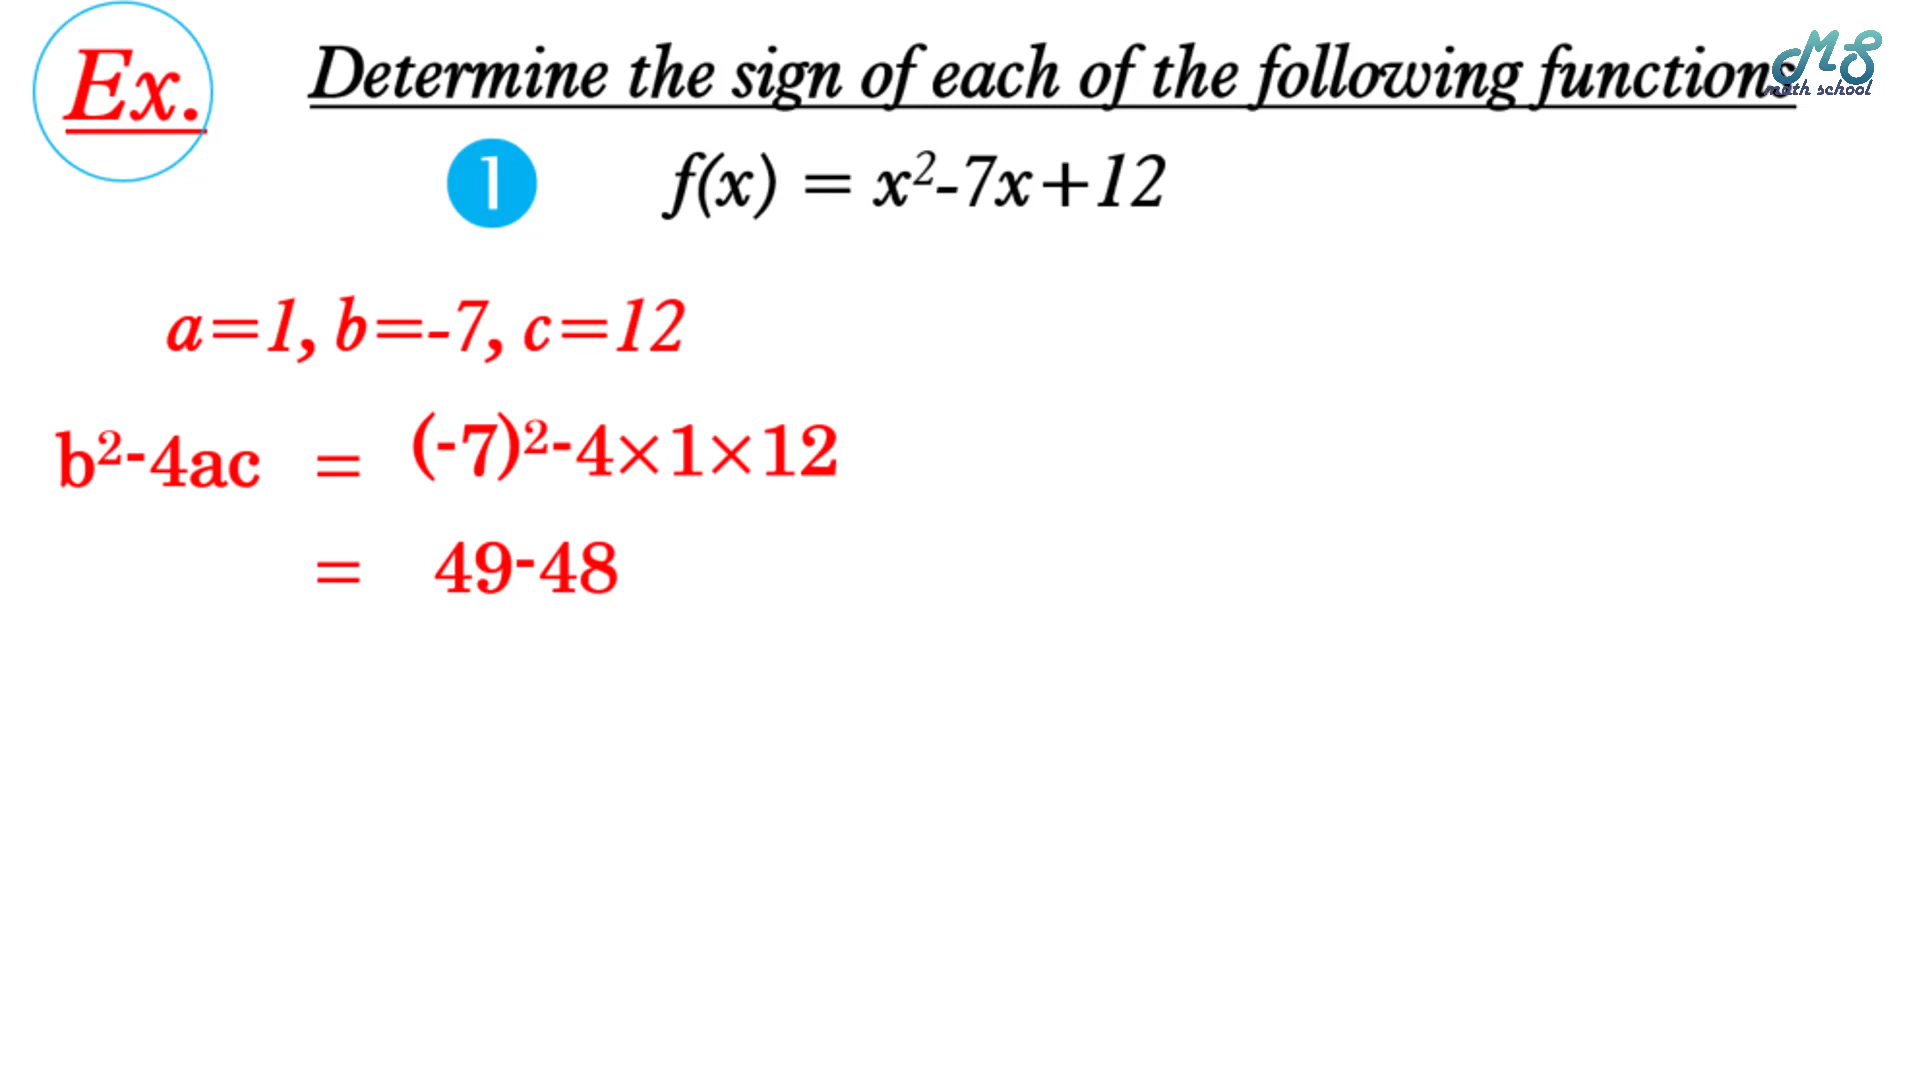 Ex.
Determine the sign of each of the following functions
MS
math school
1
f(x) = x²-7x+12
a=1, b=-7, c=12
b²-4ac = (-7)²-4×1×12
= 49-48